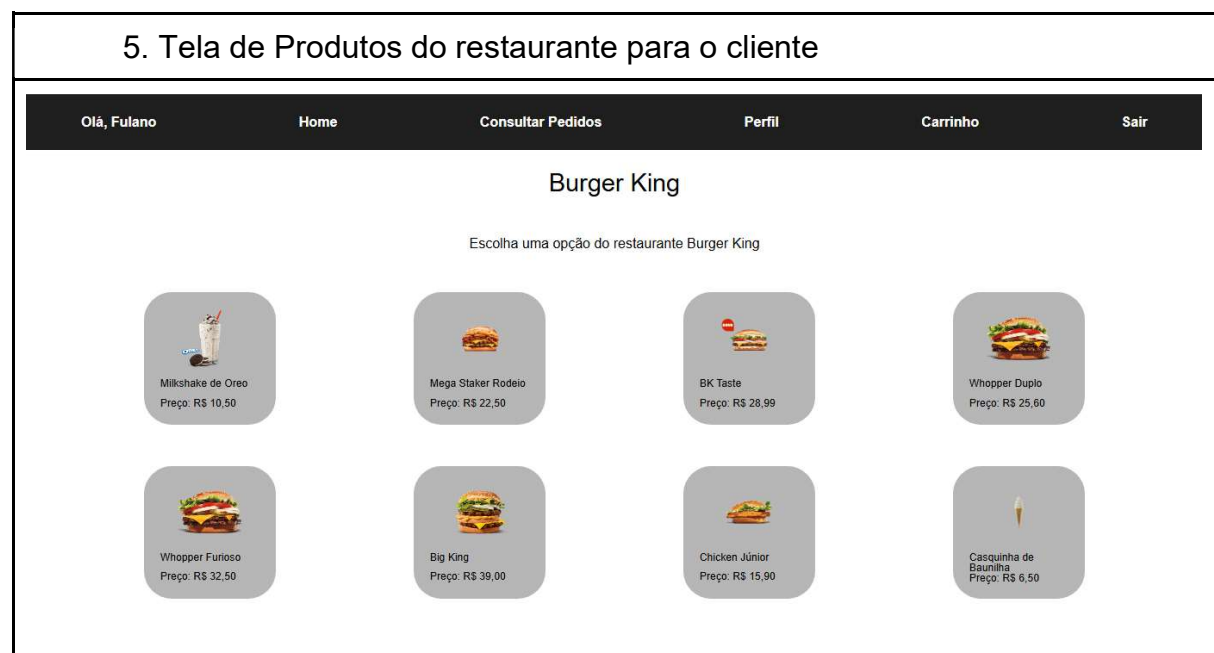 5. Tela de Produtos do restaurante para o cliente
Olá, Fulano Home Consultar Pedidos Perfil Carrinho Sair
Burger King
Escolha uma opção do restaurante Burger King
Milkshake de Oreo
Preço: R$ 10,50
Mega Staker Rodeio
Preço: R$ 22,50
BK Taste
Preço: R$ 28,99
Whopper Duplo
Preço: R$ 25,60
Whopper Furioso
Preço: R$ 32,50
Big King
Preço: R$ 39,00
Chicken Júnior
Preço: R$ 15,90
Casquinha de
Baunilha
Preço: R$ 6,50